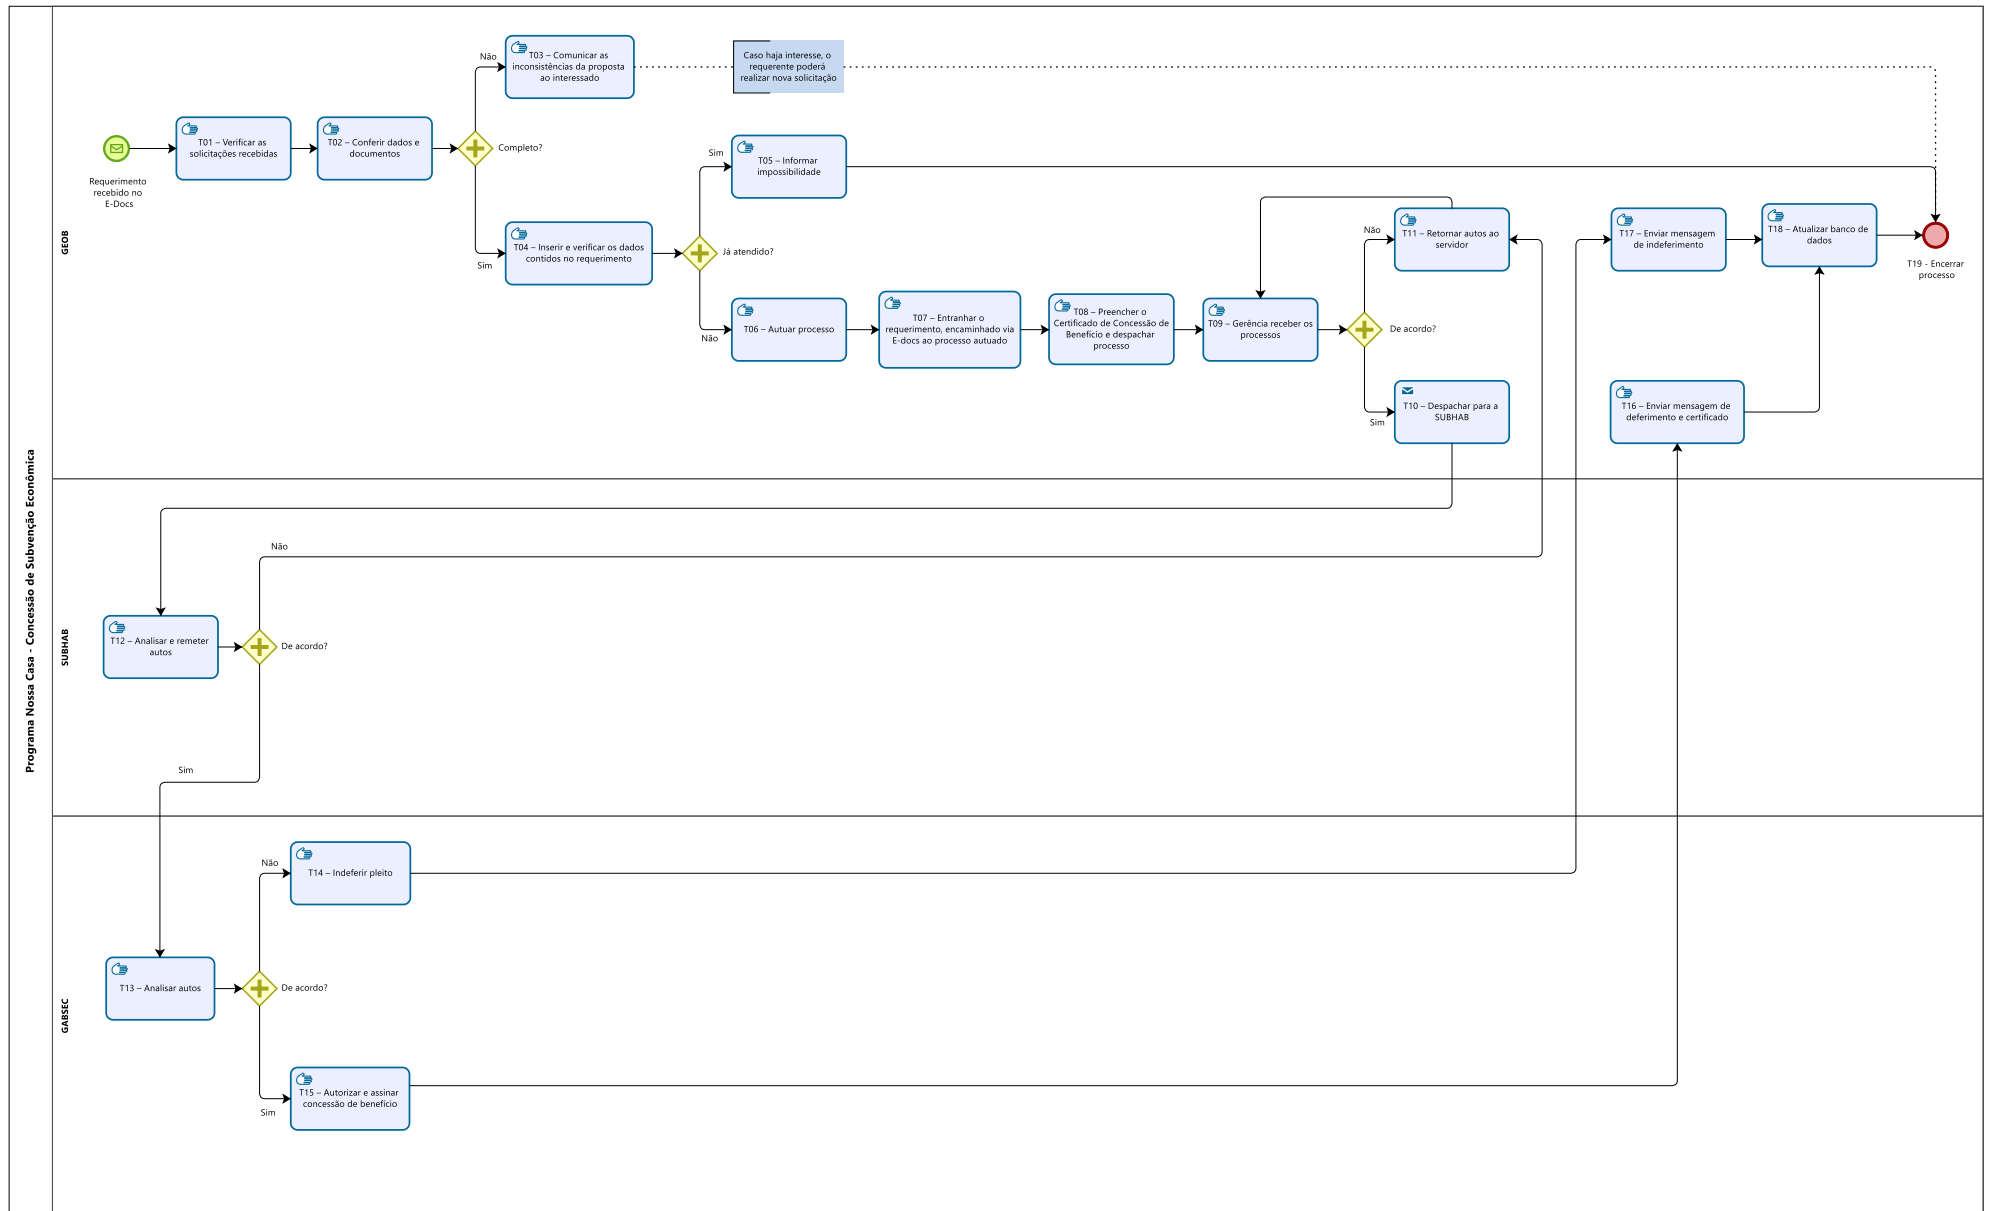 Programa Nossa Casa - Concessão de Subvenção Econômica
GEOB
Requerimento
recebido no
E-Docs
T01 – Verificar as
solicitações recebidas
T02 – Conferir dados e
documentos
Completo?
Não
T03 – Comunicar as
inconsistências da proposta
ao interessado
Caso haja interesse, o
requerente poderá
realizar nova solicitação
Sim
T04 – Inserir e verificar os dados
contidos no requerimento
Já atendido?
Sim
T05 – Informar
impossibilidade
Não
T06 – Autuar processo
T07 – Entranhar o
requerimento, encaminhado via
E-docs ao processo autuado
T08 – Preencher o
Certificado de Concessão de
Benefício e despachar
processo
T09 – Gerência receber os
processos
De acordo?
Não
T11 – Retornar autos ao
servidor
Sim
T10 – Despachar para a
SUBHAB
T17 – Enviar mensagem
de indeferimento
T16 – Enviar mensagem de
deferimento e certificado
T18 – Atualizar banco de
dados
T19 - Encerrar
processo
SUBHAB
T12 – Analisar e remeter
autos
De acordo?
Não
Sim
GABSEC
T13 – Analisar autos
De acordo?
Não
T14 – Indeferir pleito
Sim
T15 – Autorizar e assinar
concessão de benefício